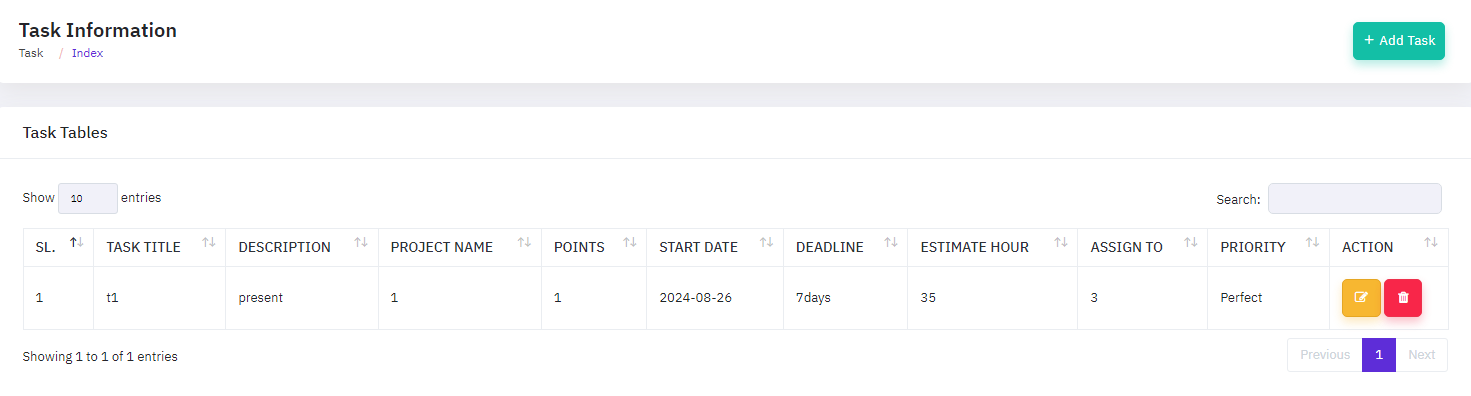 Task Information
Task / Index
+ Add Task
Task Tables
Show 10 entries
Search:
SL. TASK TITLE DESCRIPTION PROJECT NAME POINTS START DATE DEADLINE ESTIMATE HOUR ASSIGN TO PRIORITY ACTION
1 t1 present 1 1 2024-08-26 7days 35 3 Perfect
Showing 1 to 1 of 1 entries
Previous 1 Next